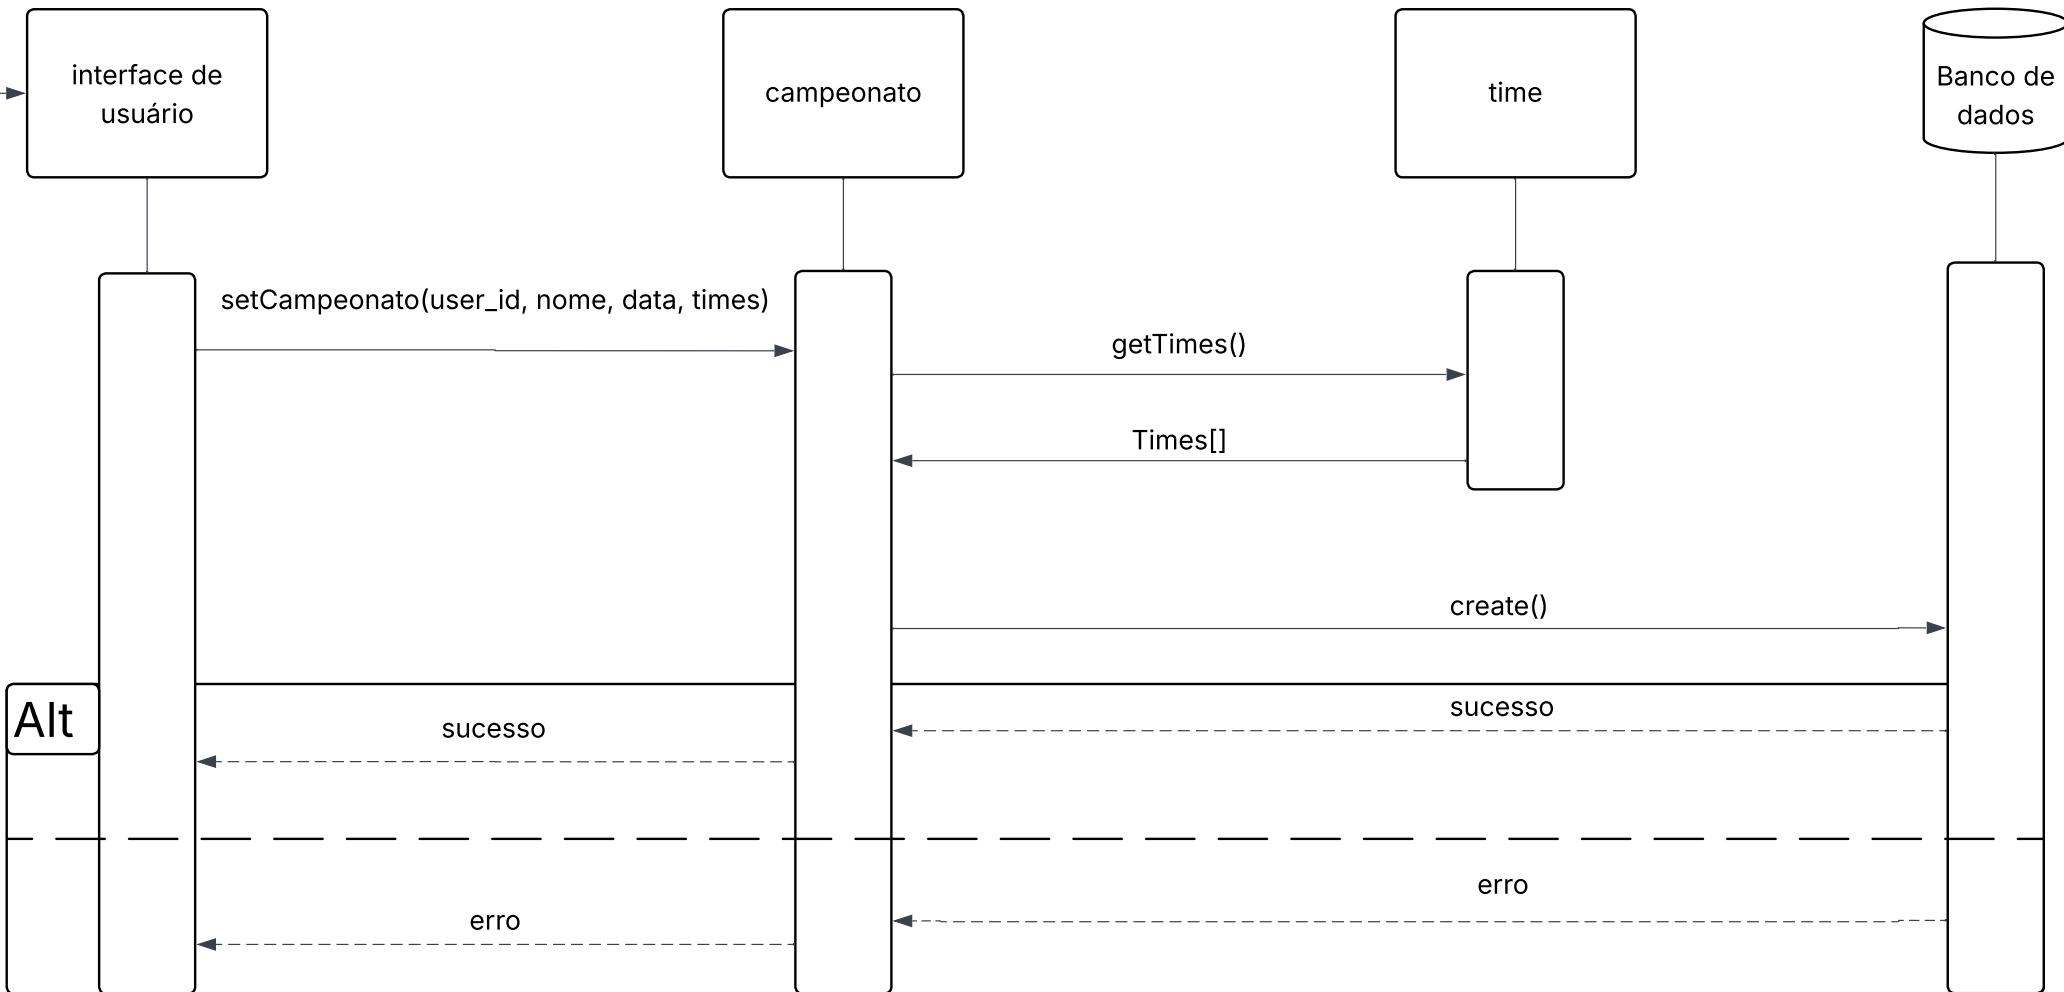 interface de
usuário
campeonato
time
Banco de
dados
setCampeonato(user_id, nome, data, times)
getTimes()
Times[]
create()
Alt
sucesso
sucesso
erro
erro